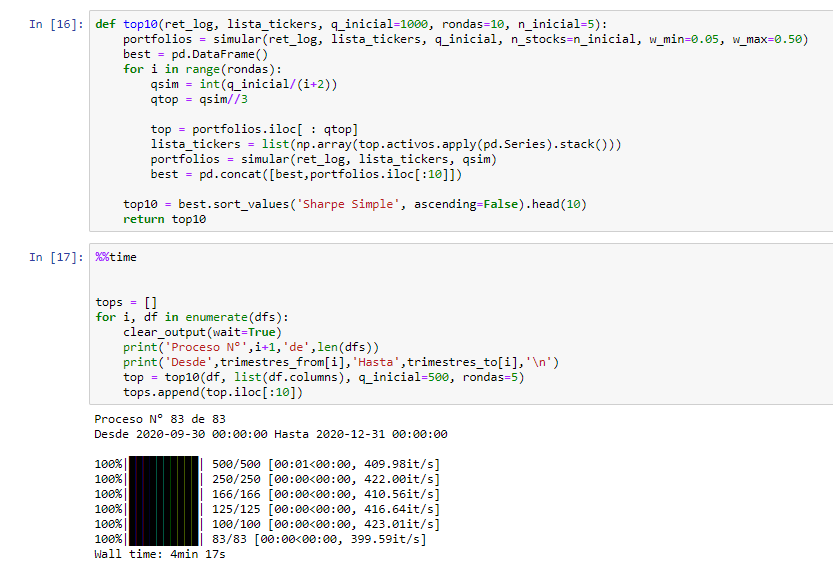 In [16]:
def top10(ret_log, lista_tickers, q_inicial=1000, rondas=10, n_inicial=5):
    portfolios = simular(ret_log, lista_tickers, q_inicial, n_stocks=n_inicial, w_min=0.05, w_max=0.50)
    best = pd.DataFrame()
    for i in range(rondas):
        qsim = int(q_inicial/(i+2))
        qtop = qsim//3

        top = portfolios.iloc[ : qtop]
        lista_tickers = list(np.array(top.activos.apply(pd.Series).stack()))
        portfolios = simular(ret_log, lista_tickers, qsim)
        best = pd.concat([best,portfolios.iloc[:10]])

    top10 = best.sort_values('Sharpe Simple', ascending=False).head(10)
    return top10
In [17]:
%%time

tops = []
for i, df in enumerate(dfs):
    clear_output(wait=True)
    print('Proceso N°',i+1,'de',len(dfs))
    print('Desde',trimestres_from[i],'Hasta',trimestres_to[i],'\n')
    top = top10(df, list(df.columns), q_inicial=500, rondas=5)
    tops.append(top.iloc[:10])
Proceso N° 83 de 83
Desde 2020-09-30 00:00:00 Hasta 2020-12-31 00:00:00

100%|██████████| 500/500 [00:01<00:00, 409.98it/s]
100%|██████████| 250/250 [00:00<00:00, 422.00it/s]
100%|██████████| 166/166 [00:00<00:00, 410.56it/s]
100%|██████████| 125/125 [00:00<00:00, 416.64it/s]
100%|██████████| 100/100 [00:00<00:00, 423.01it/s]
100%|██████████| 83/83 [00:00<00:00, 399.59it/s]
Wall time: 4min 17s